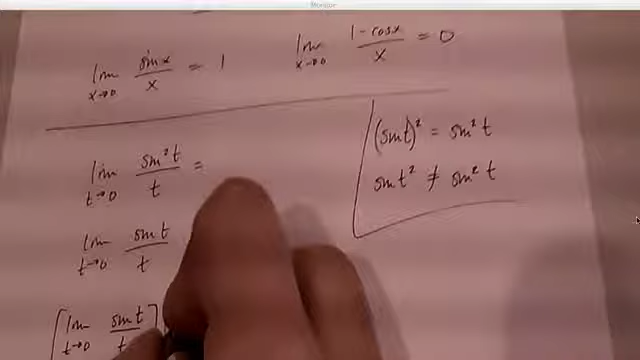 lim x→0 sin x / x = 1
lim x→0 1 - cos x / x = 0
lim t→0 sin² t / t =
lim t→0 sin t / t
[ lim t→0 sin t / t ]
(sin t)² = sin² t
sin t² ≠ sin² t